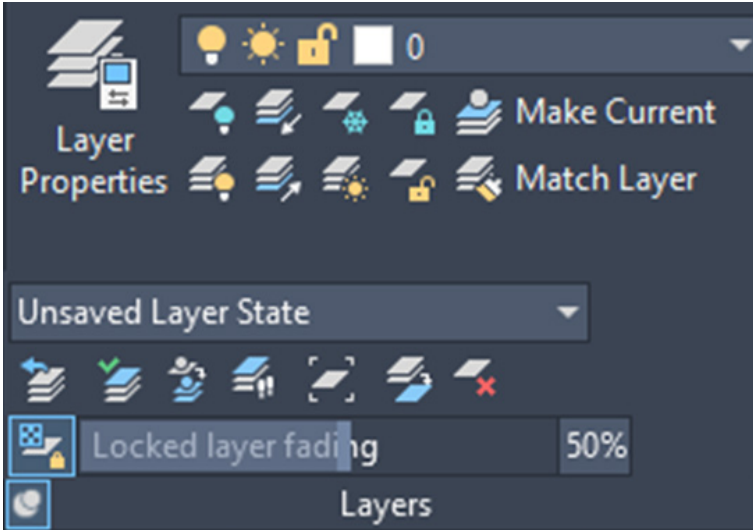 0
Layer
Properties
Make Current
Match Layer
Unsaved Layer State
Locked layer fading
50%
Layers